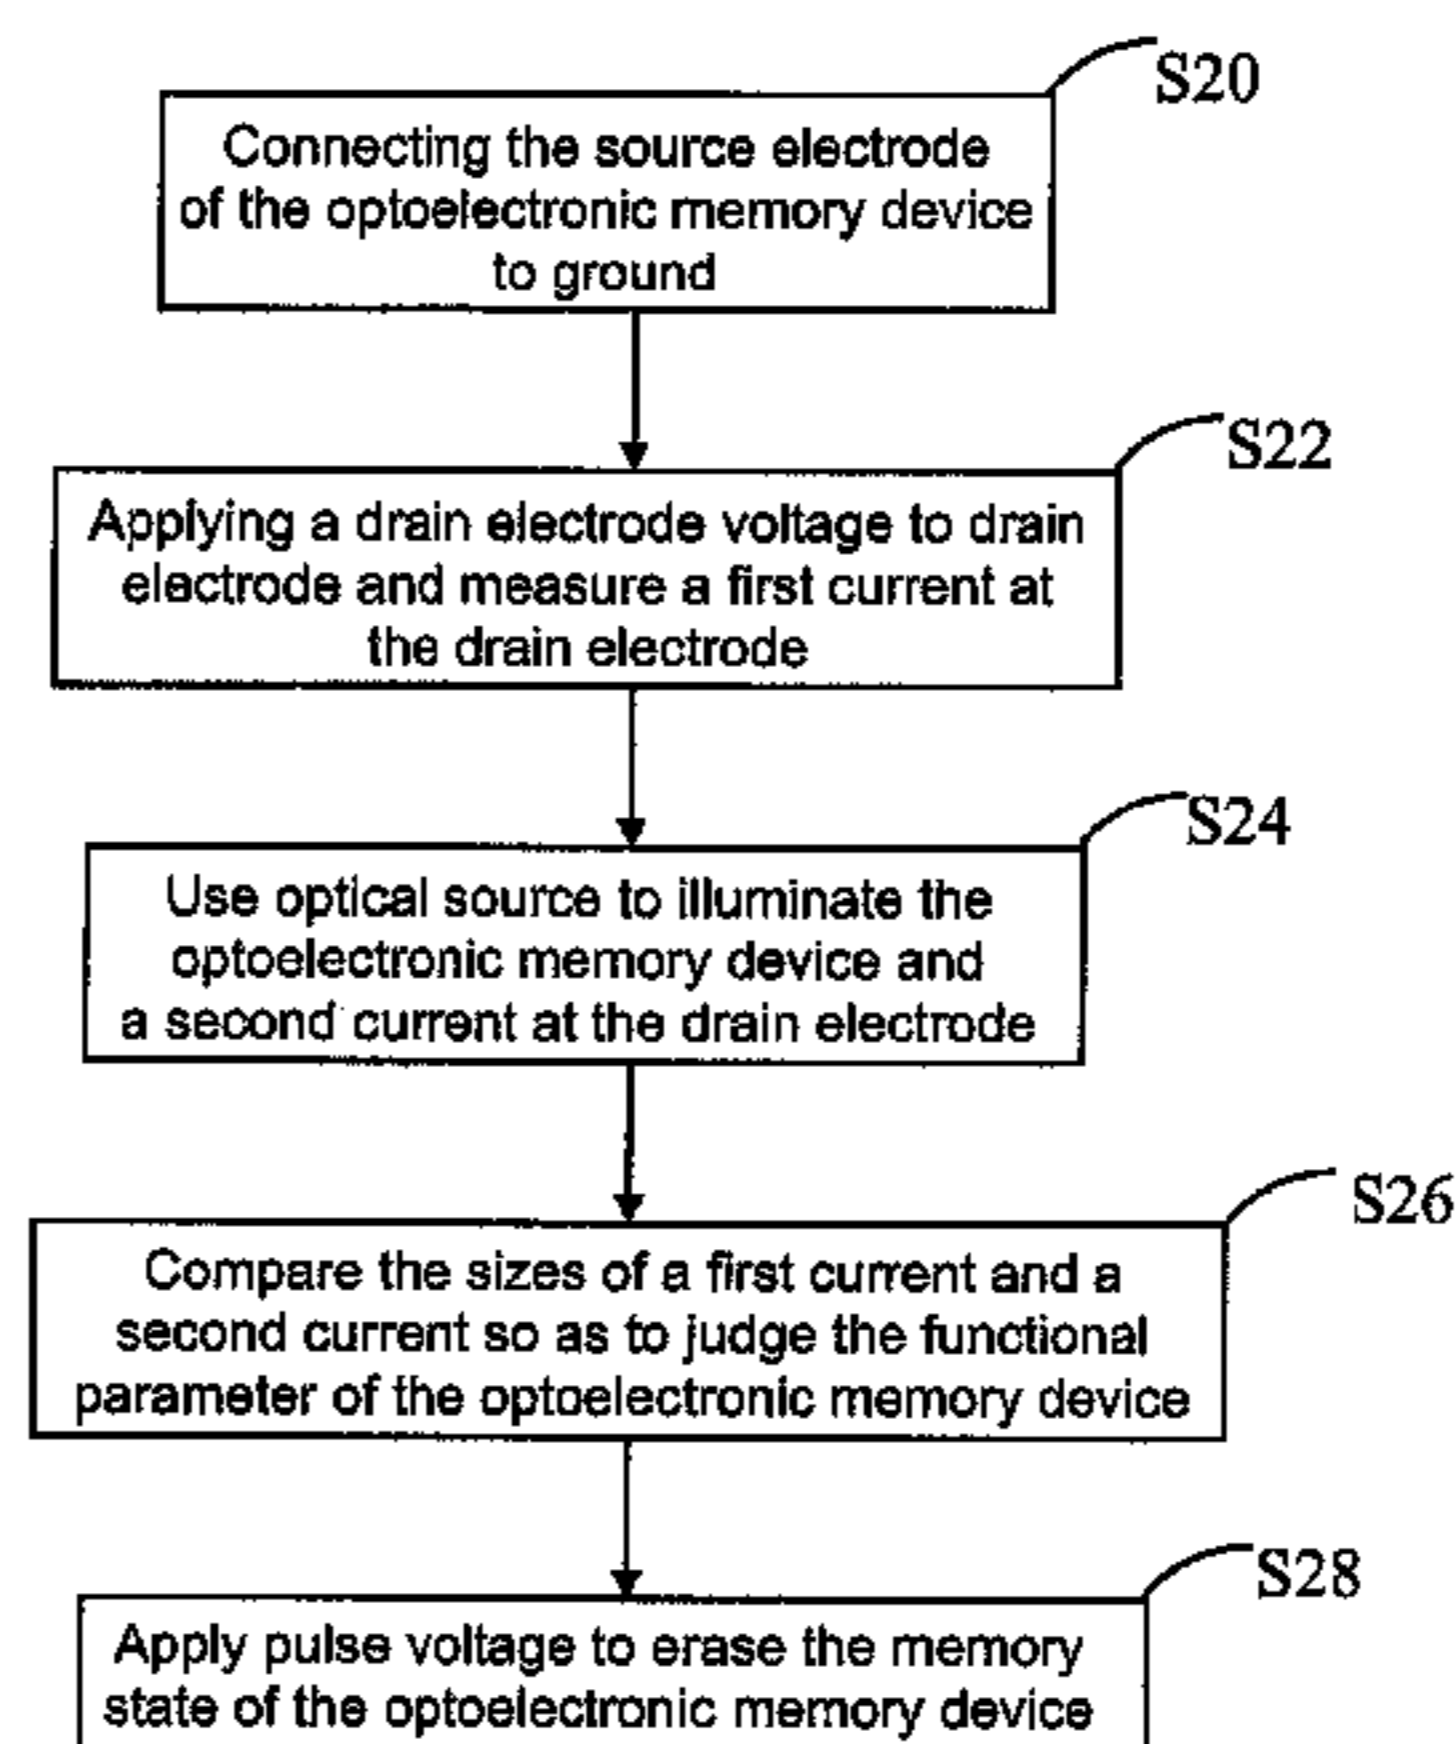 S20
Connecting the source electrode
of the optoelectronic memory device
to ground
S22
Applying a drain electrode voltage to drain
electrode and measure a first current at
the drain electrode
S24
Use optical source to illuminate the
optoelectronic memory device and
a second current at the drain electrode
S26
Compare the sizes of a first current and a
second current so as to judge the functional
parameter of the optoelectronic memory device
S28
Apply pulse voltage to erase the memory
state of the optoelectronic memory device